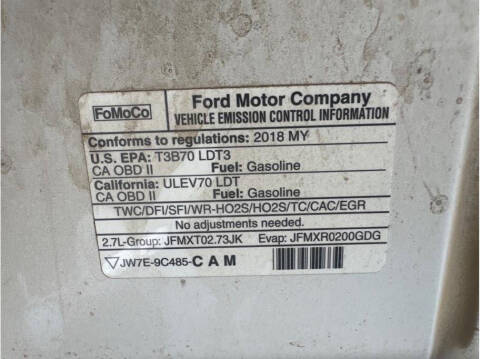 FoMoCo
Ford Motor Company
VEHICLE EMISSION CONTROL INFORMATION
Conforms to regulations: 2018 MY
U.S. EPA: T3B70 LDT3
CA OBD II Fuel: Gasoline
California: ULEV70 LDT
CA OBD II Fuel: Gasoline
TWC/DFI/SFI/WR-HO2S/HO2S/TC/CAC/EGR
No adjustments needed.
2.7L-Group: JFMXT02.73JK Evap: JFMXR0200GDG
JW7E-9C485-CAM